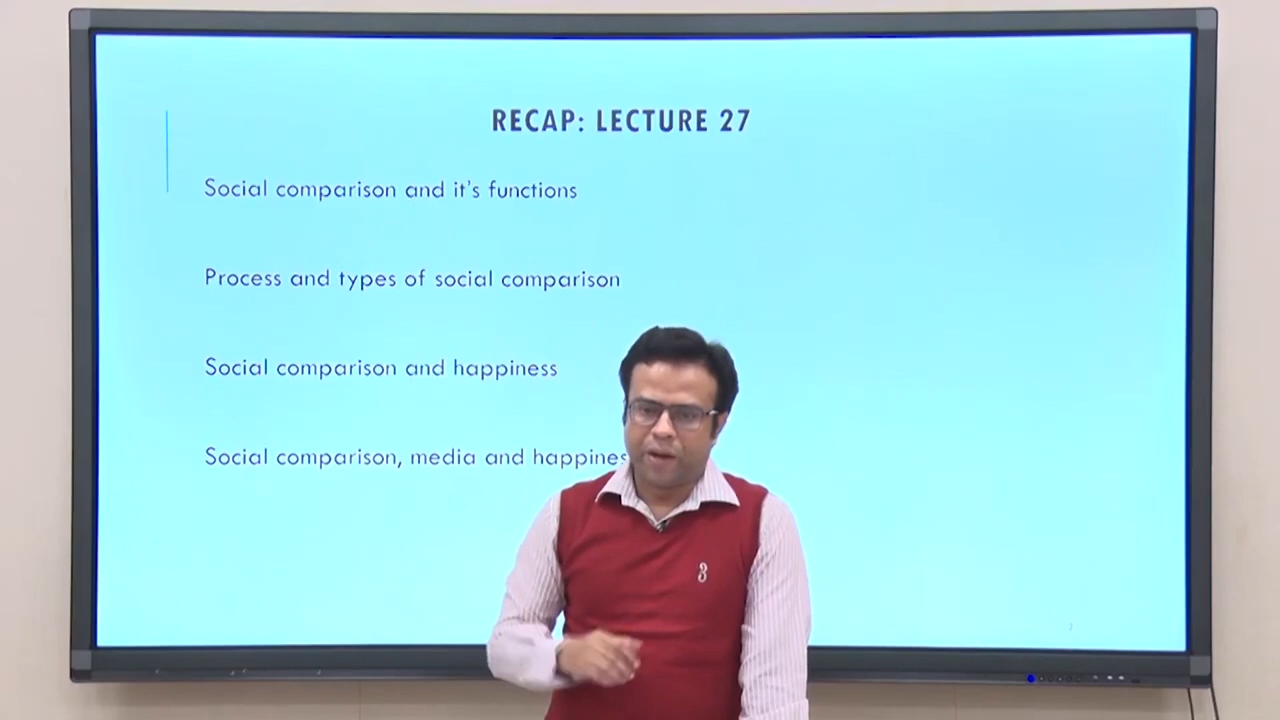 RECAP: LECTURE 27
Social comparison and it's functions
Process and types of social comparison
Social comparison and happiness
Social comparison, media and happines